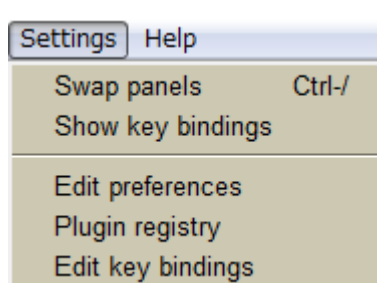 Settings Help
Swap panels Ctrl-/
Show key bindings
Edit preferences
Plugin registry
Edit key bindings